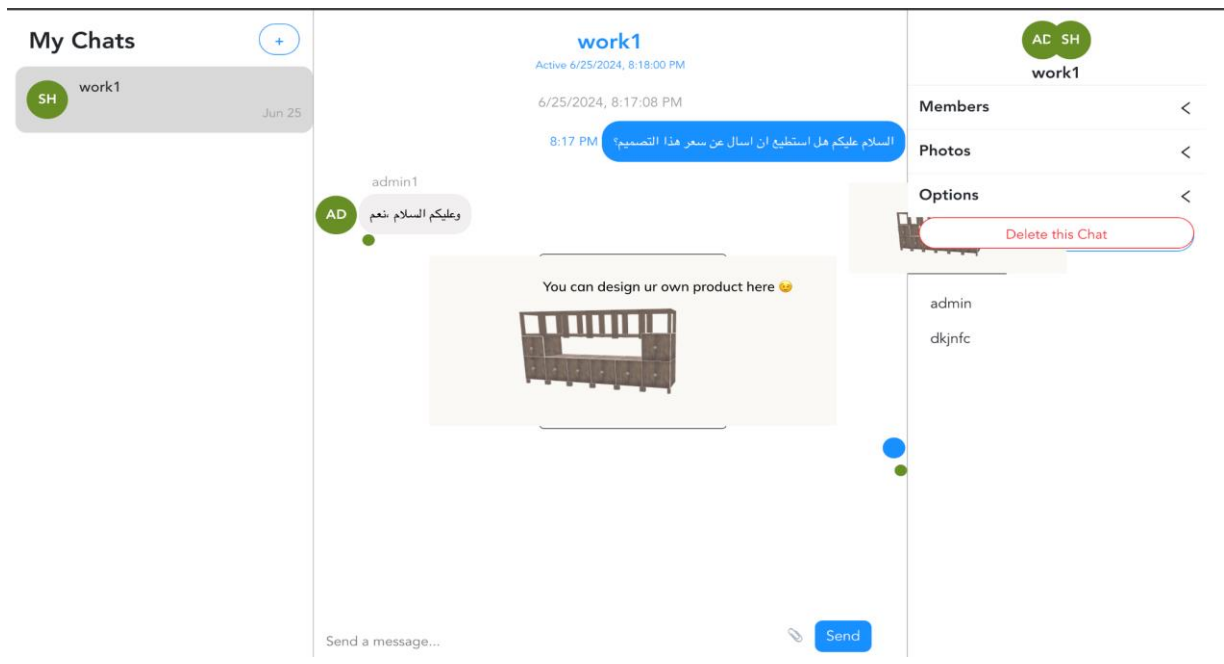 My Chats
+
SH
work1
Jun 25
work1
Active 6/25/2024, 8:18:00 PM
6/25/2024, 8:17:08 PM
8:17 PM
السلام عليكم هل استطيع ان اسال عن سعر هذا التصميم؟
admin1
AD
وعليكم السلام ،نعم
You can design ur own product here 😉
Send a message...
Send
SH
work1
Members
Photos
Options
Delete this Chat
admin
dkjnfc